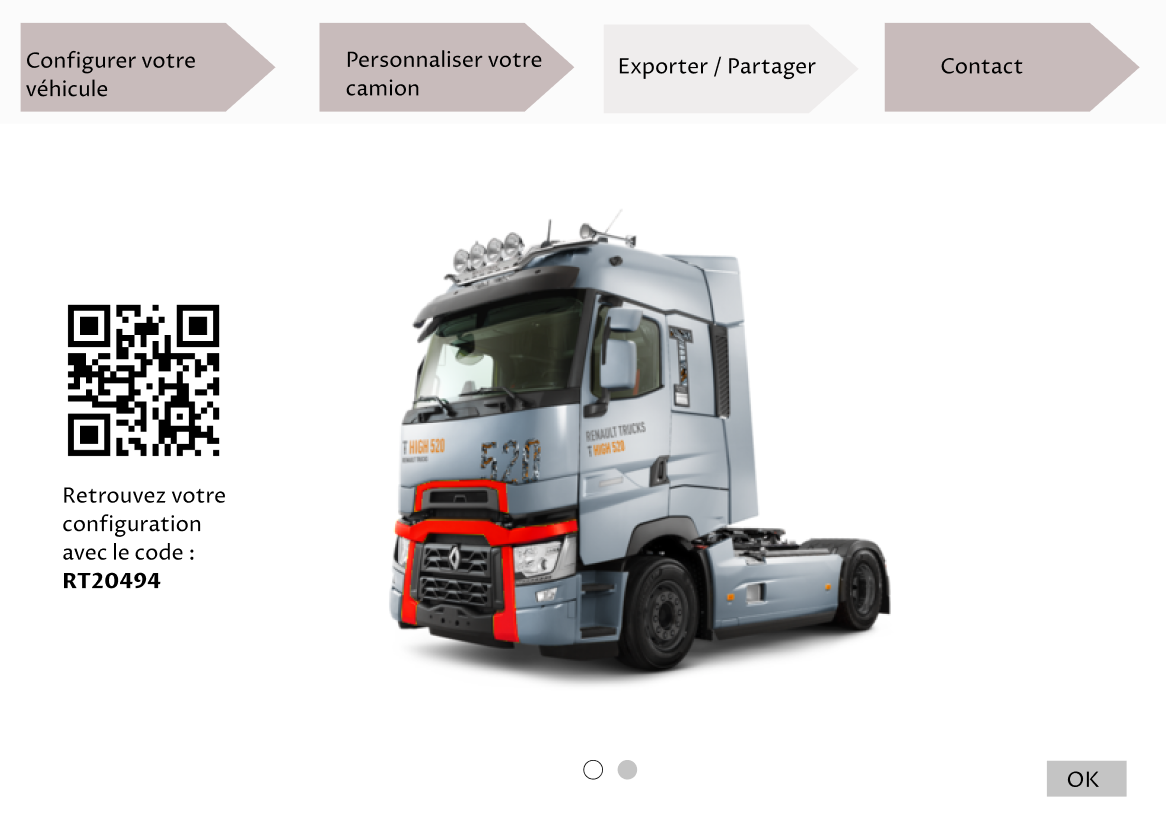 Configurer votre
véhicule
Personnaliser votre
camion
Exporter / Partager
Contact
Retrouvez votre
configuration
avec le code :
RT20494
T HIGH 520
RENAULT TRUCKS
520
RENAULT TRUCKS
T HIGH 520
T
OK